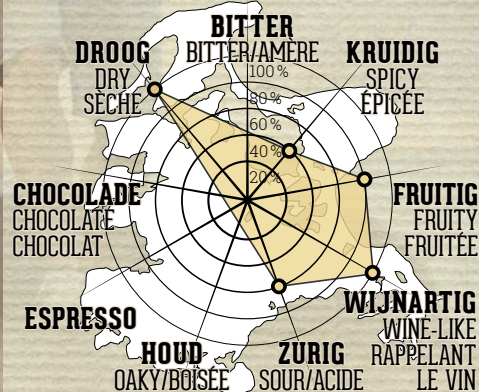 BITTER
BITTER/AMÈRE
DROOG
DRY
SÈCHE
KRUIDIG
SPICY
ÉPICÉE
100%
80%
60%
40%
20%
CHOCOLADE
CHOCOLATE
CHOCOLAT
FRUITIG
FRUITY
FRUITÉE
ESPRESSO
WIJNARTIG
WINE-LIKE
RAPPELANT
LE VIN
HOUD
OAKY/BOISÉE
ZURIG
SOUR/ACIDE